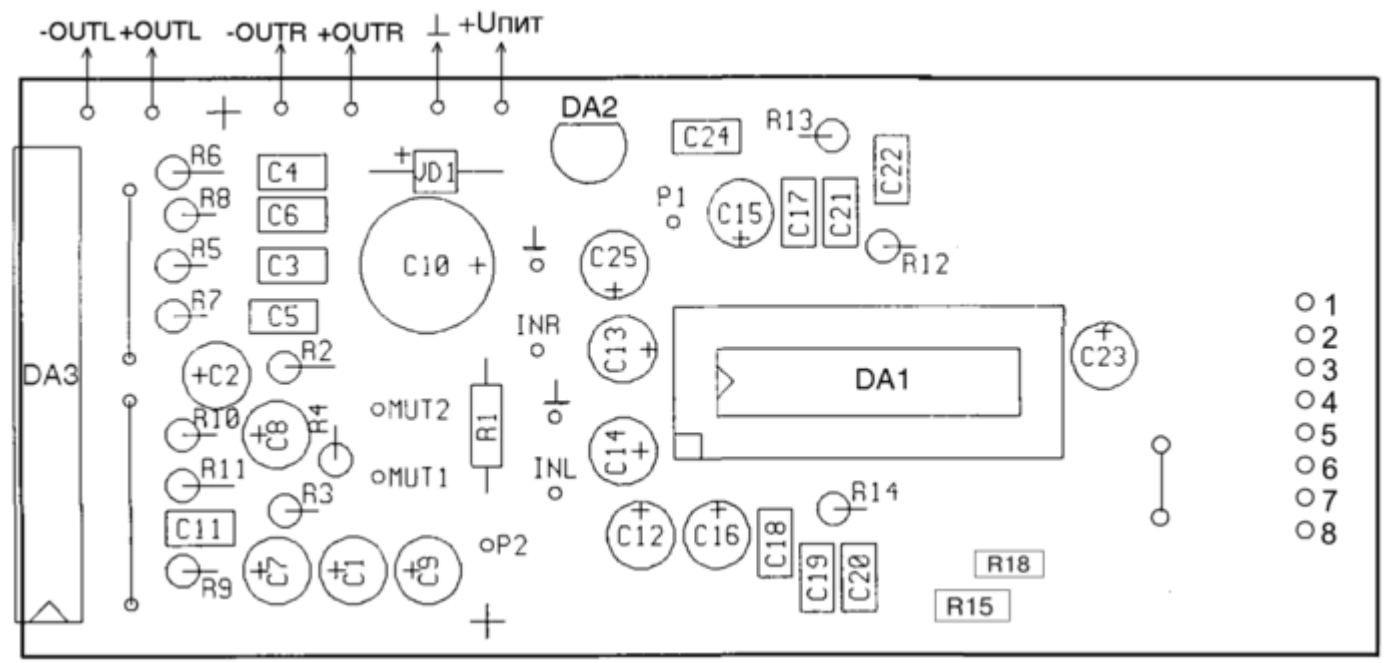 -OUTL +OUTL -OUTR +OUTR ⊥ +Uпит
DA2
C24
R13
R6
C4
+
VD1
C22
R8
C6
P1
C15
+
C17
C21
R5
C3
C10 +
⊥
C25
+
R12
R7
C5
INR
C13
+
1
2
3
4
5
6
7
8
DA3
+C2
R2
DA1
+
C23
R10
C8
+
R4
MUT2
R1
⊥
C14
+
R11
MUT1
INL
R3
R14
C11
P2
+
C12
+
C16
C18
R9
C7
+
C1
+
C9
+
C19
C20
R18
R15